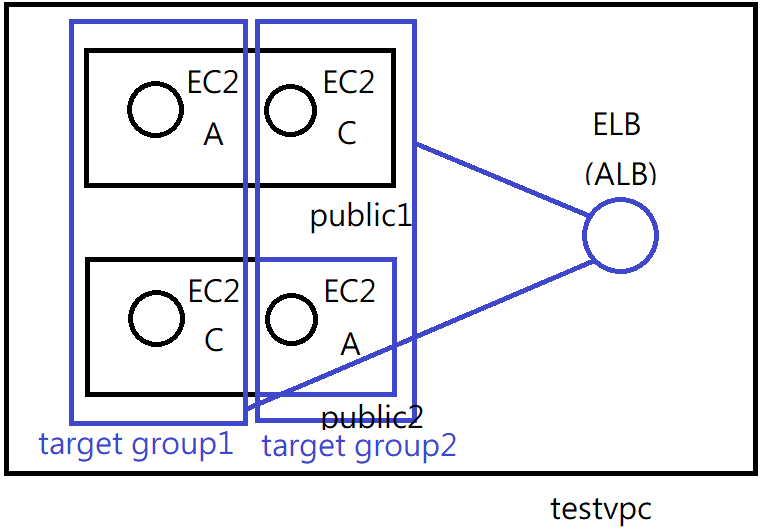 EC2
A
EC2
C
ELB
(ALB)
public1
EC2
C
EC2
A
public2
target group1
target group2
testvpc